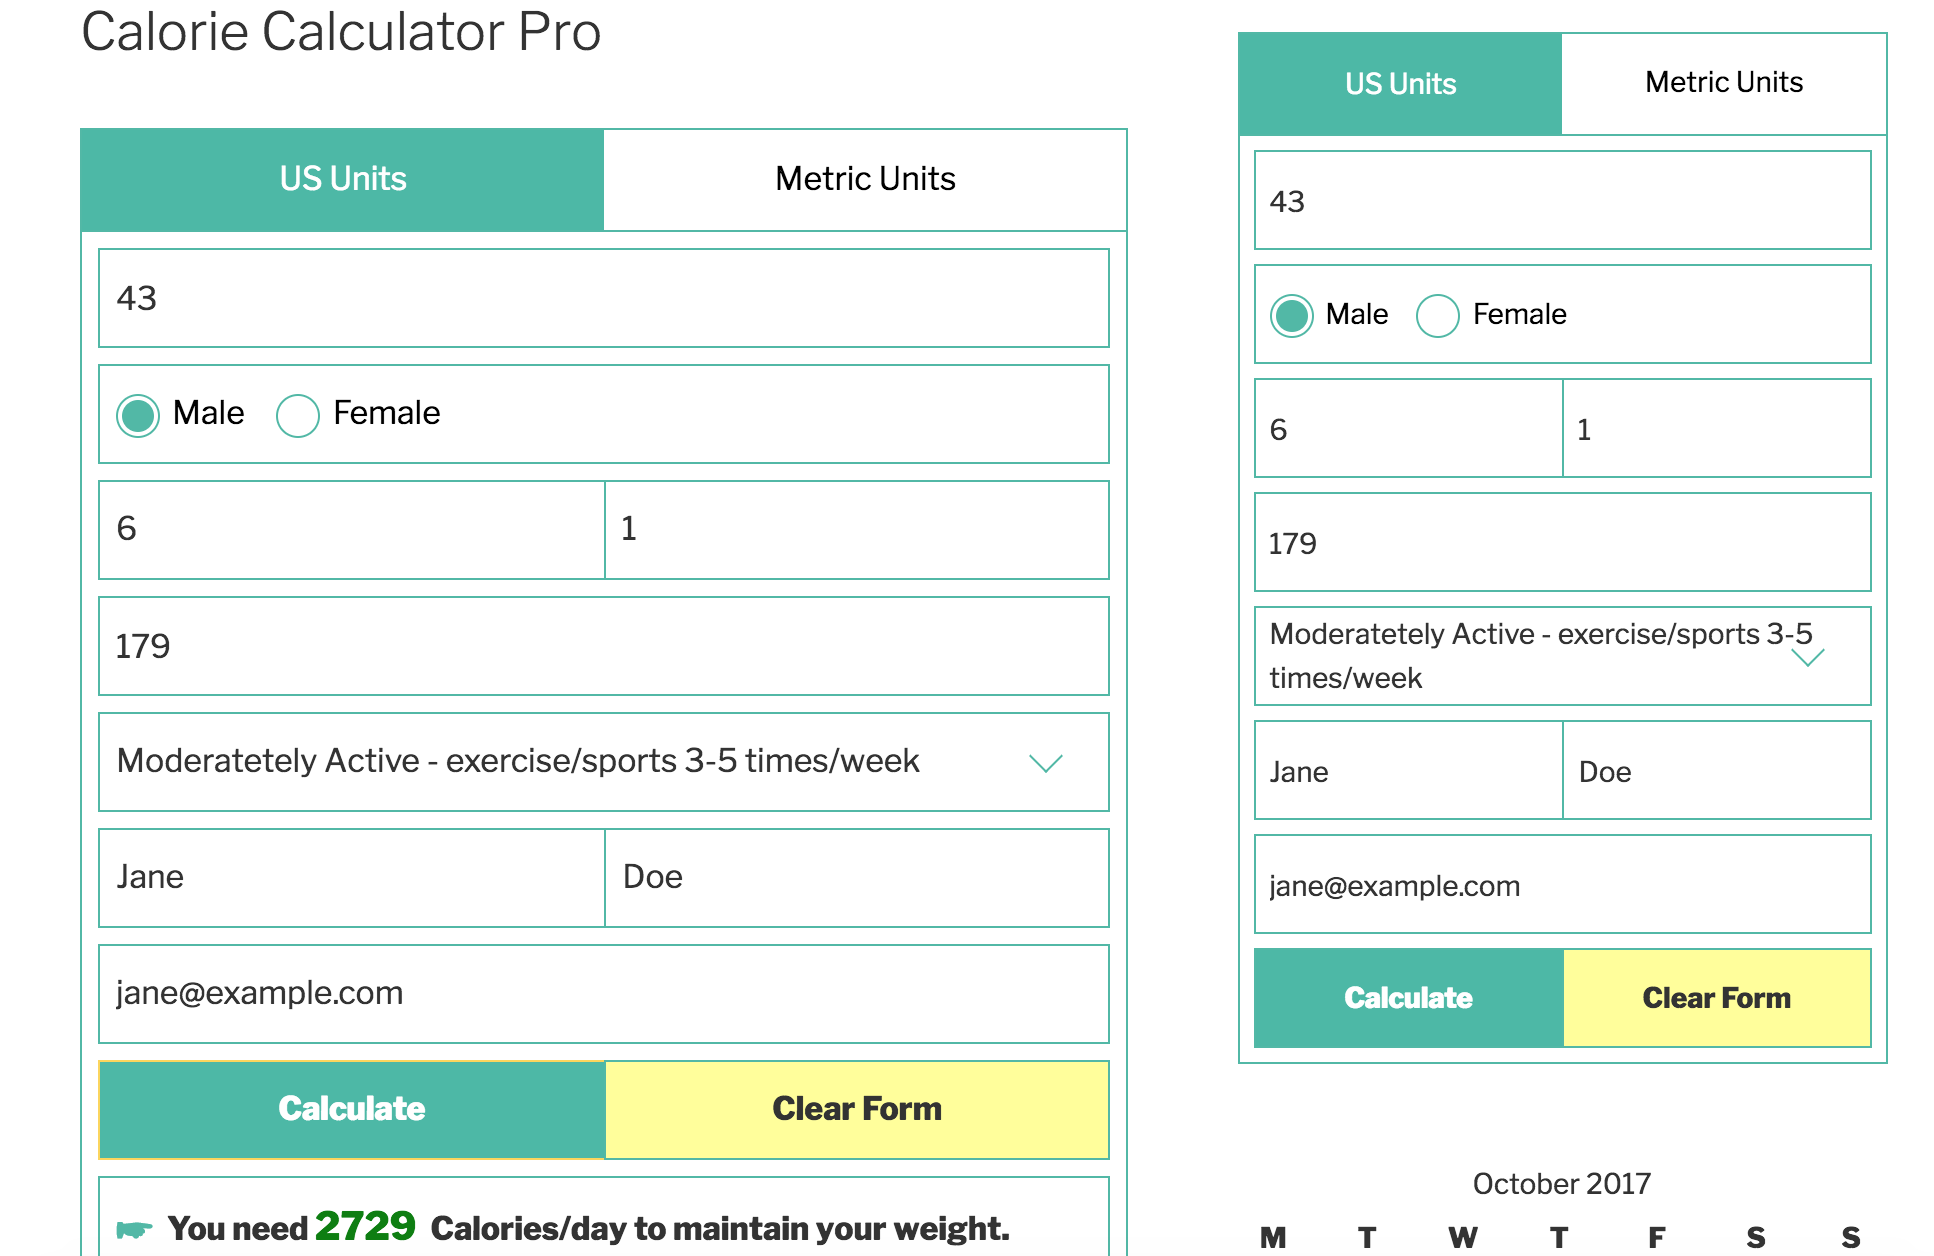 Calorie Calculator Pro
US Units
Metric Units
43
Male
Female
6
1
179
Moderatetely Active - exercise/sports 3-5 times/week
Jane
Doe
jane@example.com
Calculate
Clear Form
You need 2729 Calories/day to maintain your weight.
US Units
Metric Units
43
Male
Female
6
1
179
Moderatetely Active - exercise/sports 3-5
times/week
Jane
Doe
jane@example.com
Calculate
Clear Form
October 2017
M T W T F S S